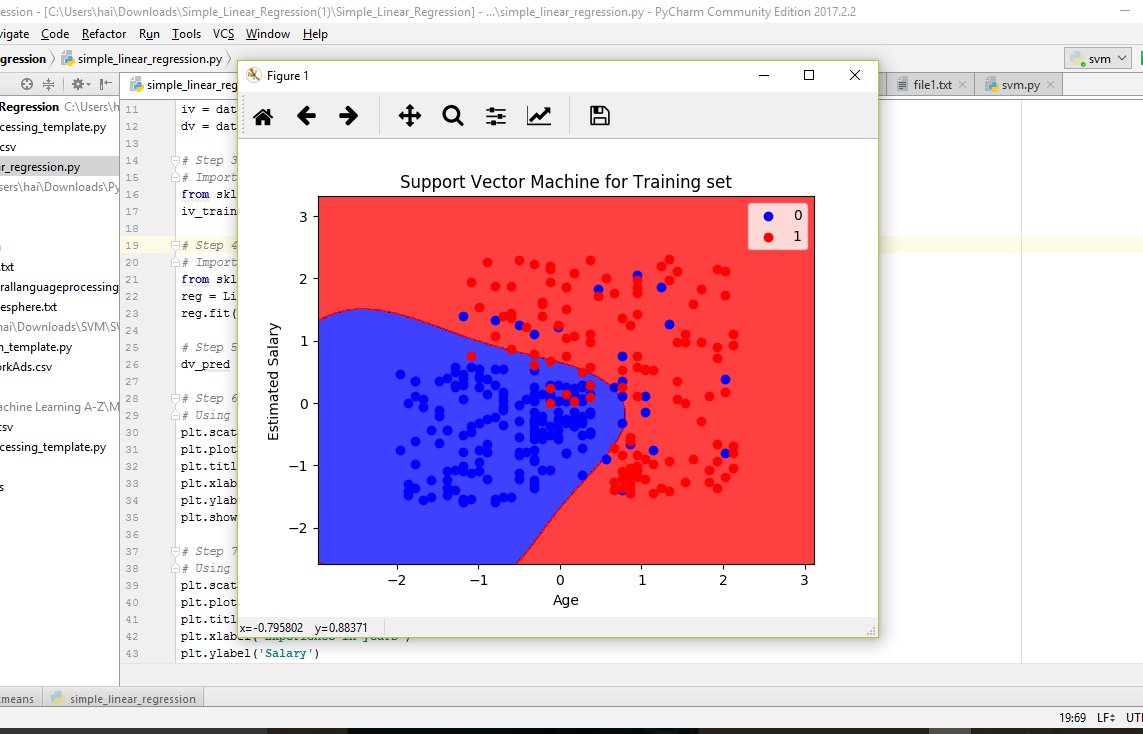 ession - [C:\Users\hai\Downloads\Simple_Linear_Regression(1)\Simple_Linear_Regression] - ...\simple_linear_regression.py - PyCharm Community Edition 2017.2.2
vigate Code Refactor Run Tools VCS Window Help
gression simple_linear_regression.py svm
simple_linear_reg file1.txt svm.py
Regression C:\Users\h
cessing_template.py
csv
ar_regression.py
sers\hai\Downloads\Py
.txt
rallanguageprocessing
esphere.txt
hai\Downloads\SVM\SV
n_template.py
orkAds.csv
achine Learning A-Z\M
csv
cessing_template.py
s
11 iv = dat
12 dv = dat
13
14 # Step 3
15 # Import
16 from skl
17 iv_train
18
19 # Step 4
20 # Import
21 from skl
22 reg = Li
23 reg.fit(
24
25 # Step 5
26 dv_pred
27
28 # Step 6
29 # Using
30 plt.scat
31 plt.plot
32 plt.titl
33 plt.xlab
34 plt.ylab
35 plt.show
36
37 # Step 7
38 # Using
39 plt.scat
40 plt.plot
41 plt.titl
42 plt.xlabel('Experience in years')
43 plt.ylabel('Salary')
Figure 1
Support Vector Machine for Training set
0
1
Estimated Salary
3
2
1
0
−1
−2
−2 −1 0 1 2 3
Age
x=-0.795802 y=0.88371
kmeans simple_linear_regression
19:69 LF÷ UT